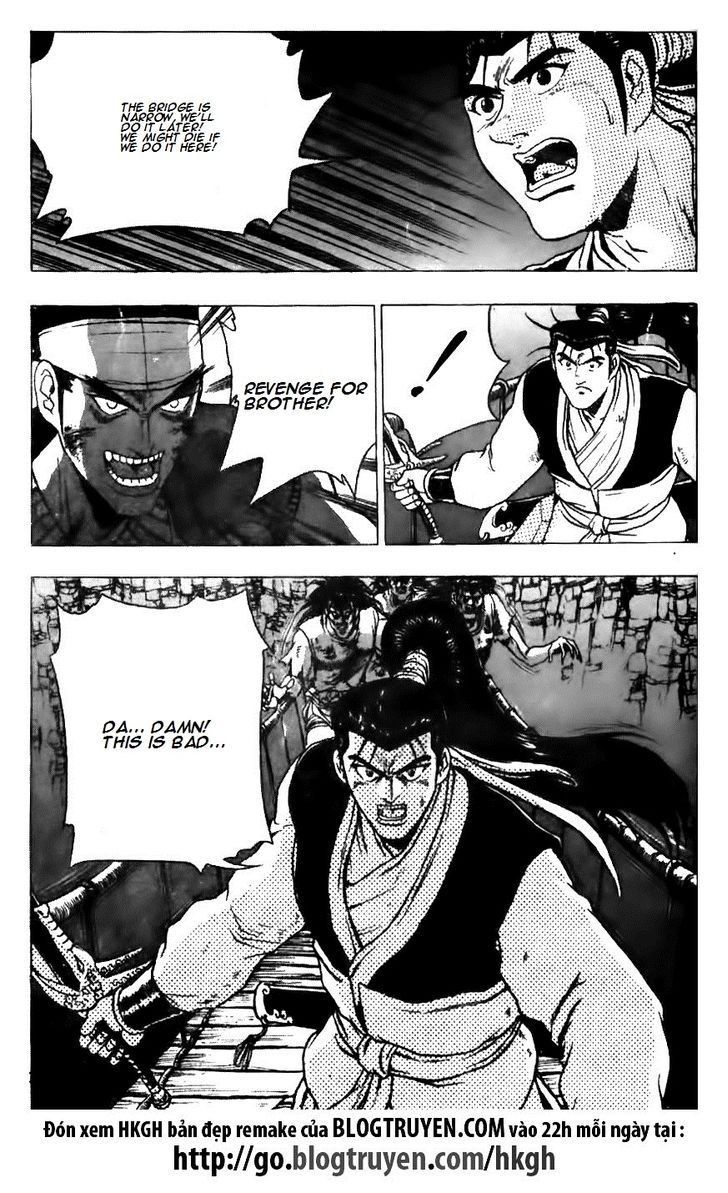 THE BRIDGE IS
NARROW, WE'LL
DO IT LATER!
WE MIGHT DIE IF
WE DO IT HERE!
REVENGE FOR
BROTHER!
!
DA... DAMN!
THIS IS BAD...
Đón xem HKGH bản đẹp remake của BLOGTRUYEN.COM vào 22h mỗi ngày tại :
http://go.blogtruyen.com/hkgh